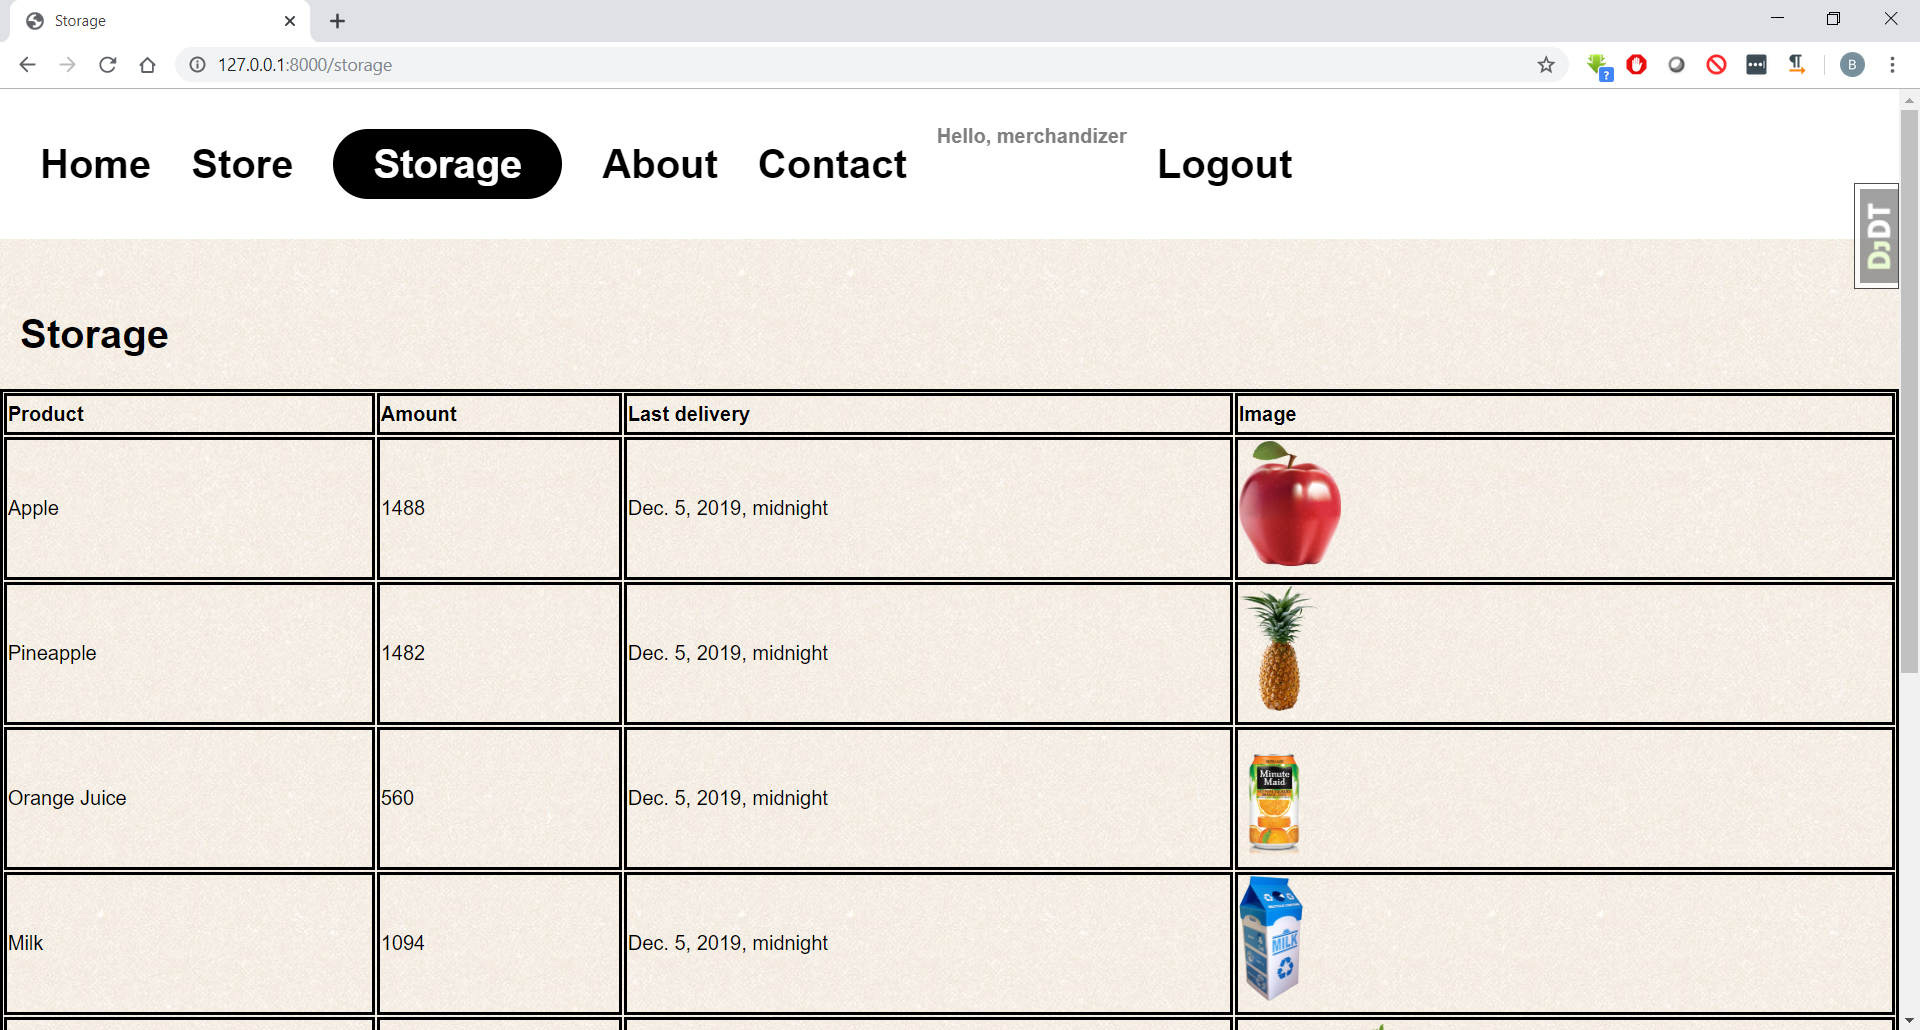 Storage
127.0.0.1:8000/storage
?
B
Home Store Storage About Contact Hello, merchandizer Logout
DjDT
Storage
Product Amount Last delivery Image
Apple 1488 Dec. 5, 2019, midnight
Pineapple 1482 Dec. 5, 2019, midnight
Orange Juice 560 Dec. 5, 2019, midnight
Minute
Maid
Milk 1094 Dec. 5, 2019, midnight
MILK